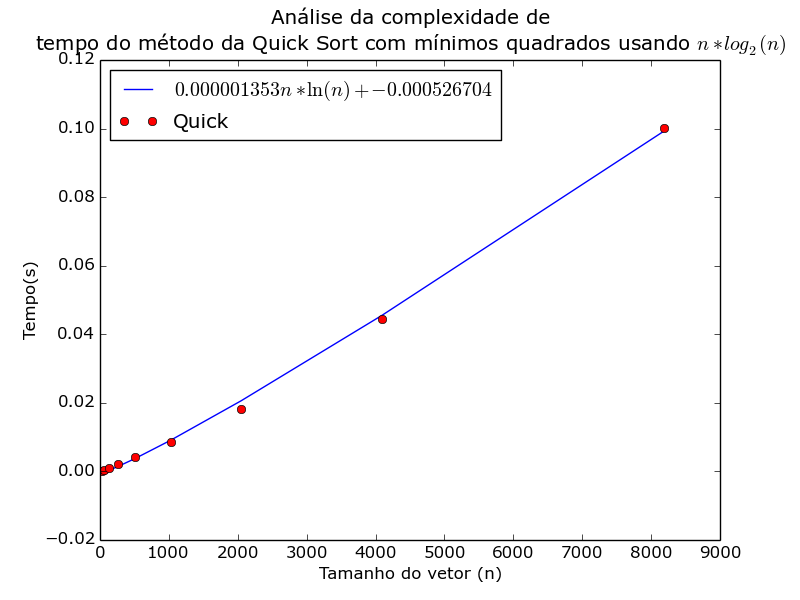 Análise da complexidade de
tempo do método da Quick Sort com mínimos quadrados usando n∗log₂(n)
0.12
0.000001353n∗ln(n)+−0.000526704
Quick
0.10
0.08
0.06
0.04
0.02
0.00
−0.02
Tempo(s)
0 1000 2000 3000 4000 5000 6000 7000 8000 9000
Tamanho do vetor (n)